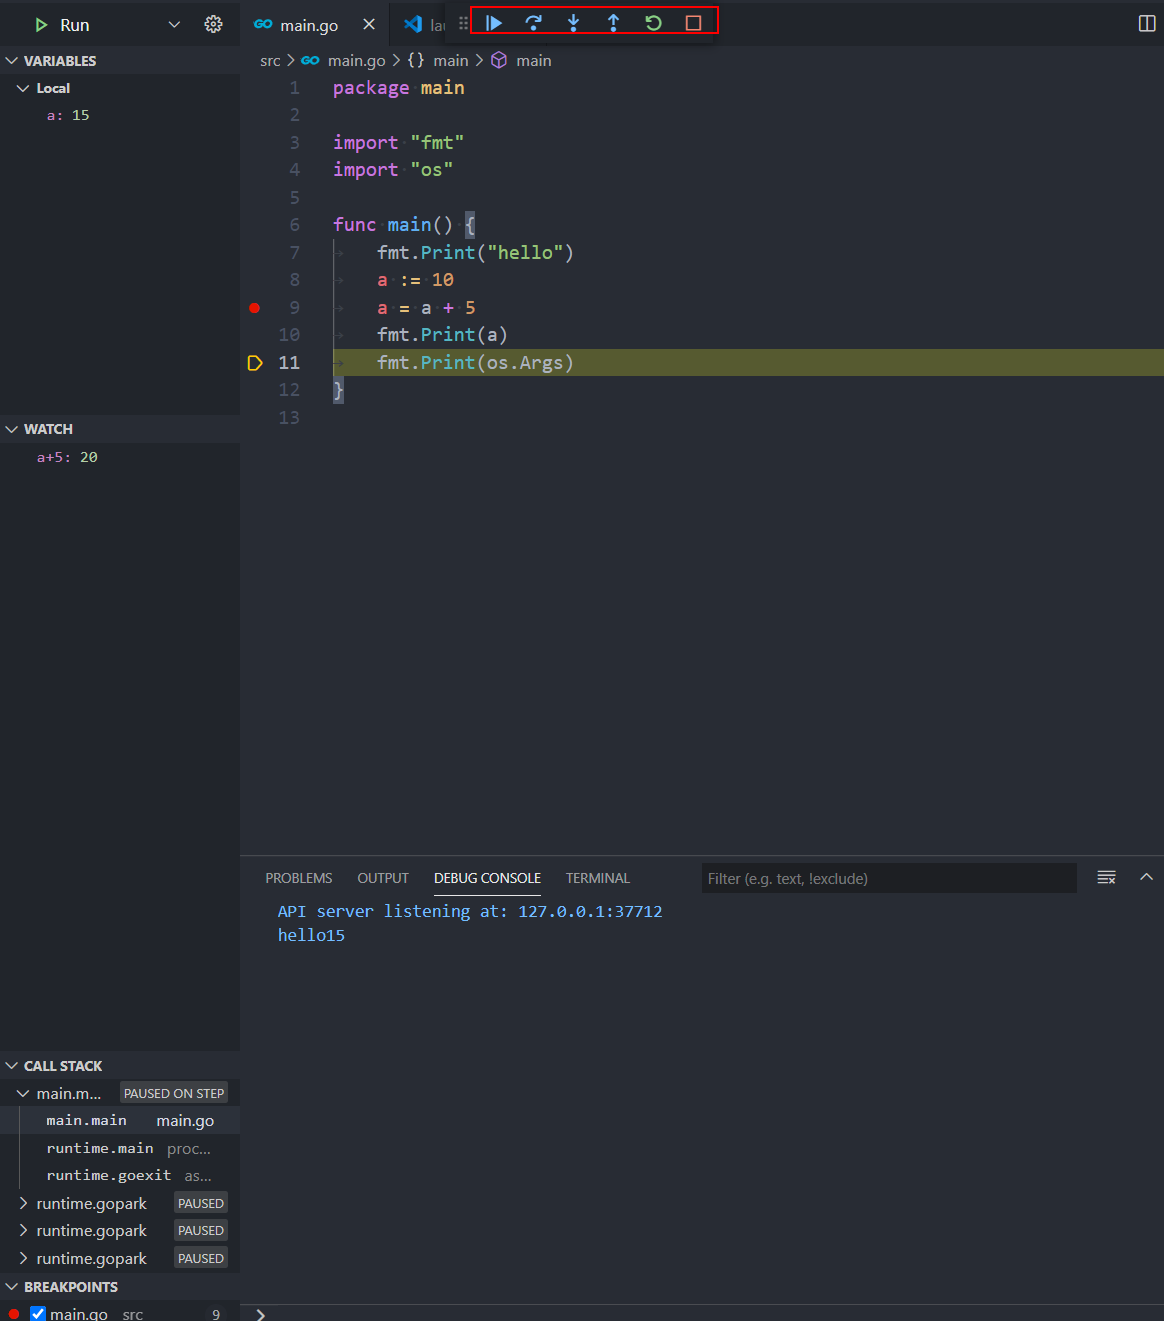 Run
main.go
VARIABLES
Local
a: 15
WATCH
a+5: 20
CALL STACK
main.m... PAUSED ON STEP
main.main main.go
runtime.main proc...
runtime.goexit as...
runtime.gopark PAUSED
runtime.gopark PAUSED
runtime.gopark PAUSED
BREAKPOINTS
main.go src 9
src > GO main.go > {} main > main
1 package main
2
3 import "fmt"
4 import "os"
5
6 func main() {
7 fmt.Print("hello")
8 a := 10
9 a = a + 5
10 fmt.Print(a)
11 fmt.Print(os.Args)
12 }
13
PROBLEMS OUTPUT DEBUG CONSOLE TERMINAL Filter (e.g. text, !exclude)
API server listening at: 127.0.0.1:37712
hello15